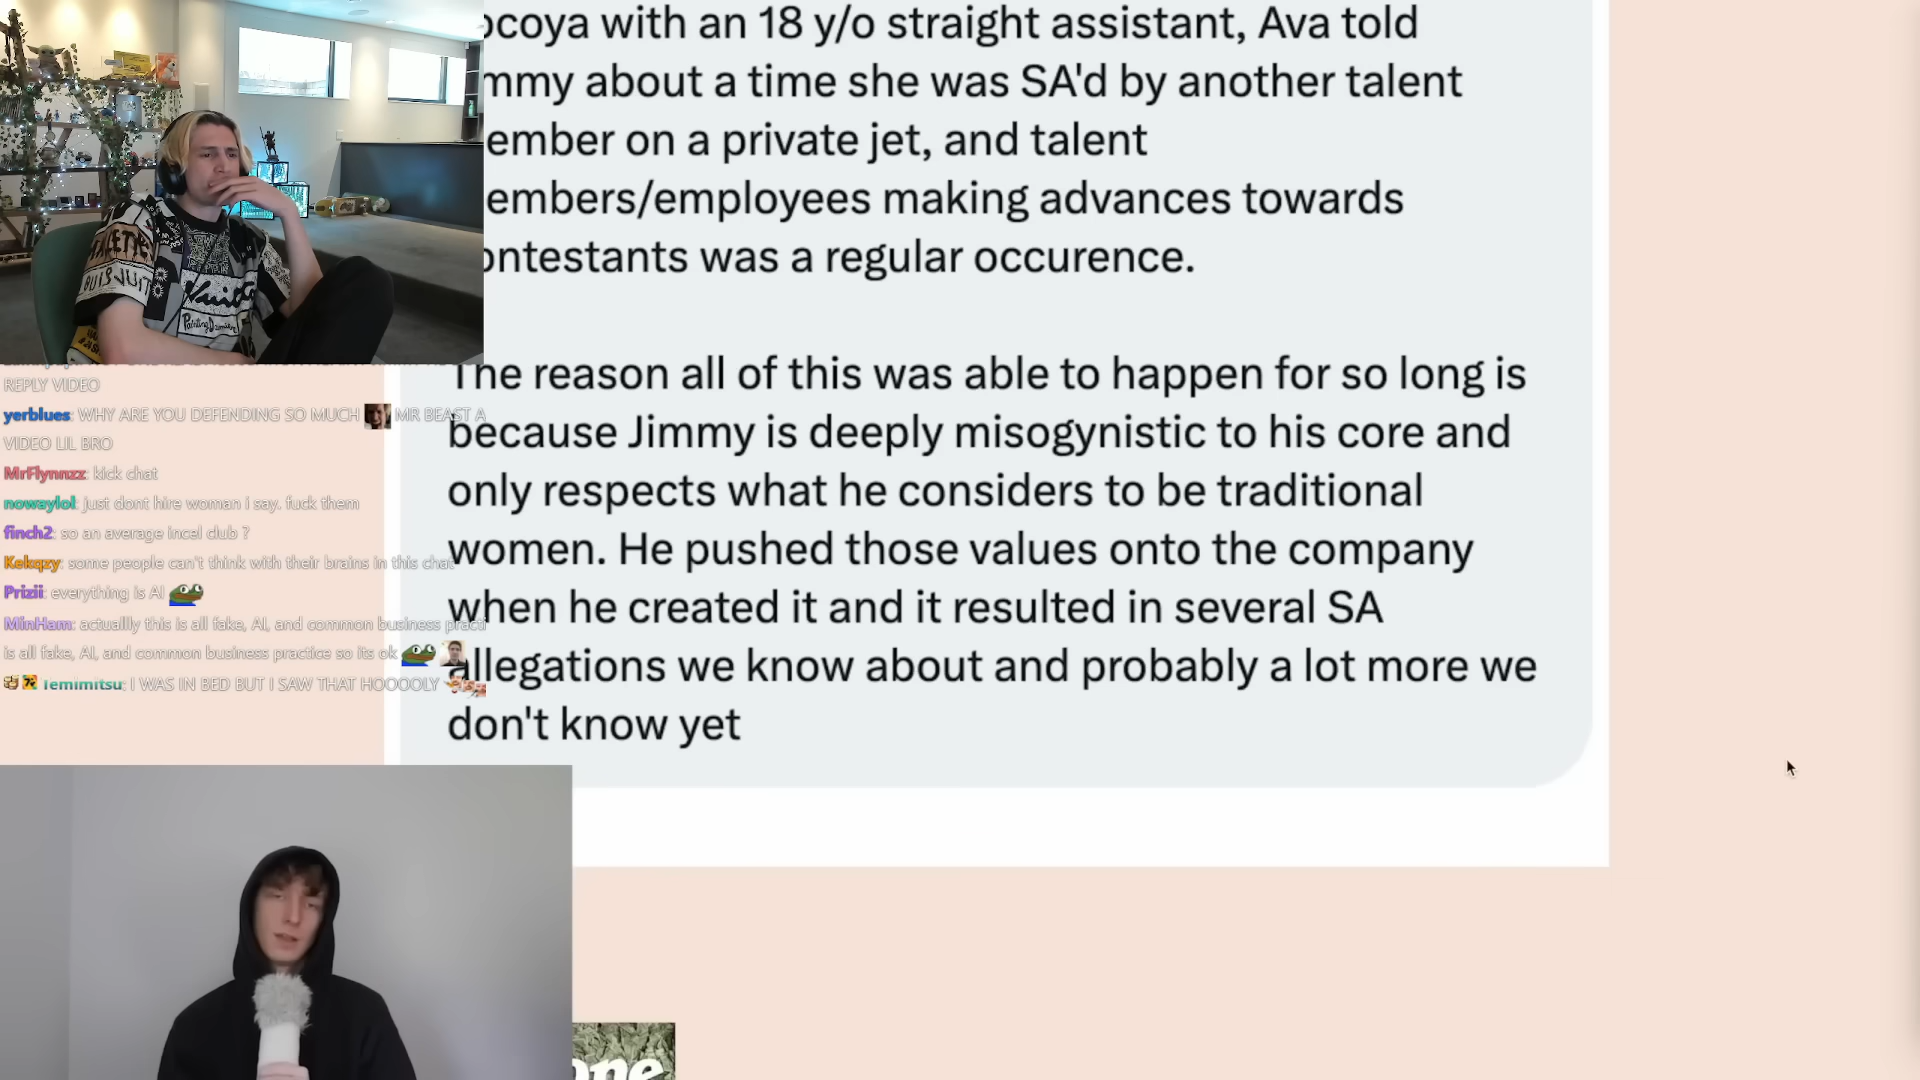 ocoya with an 18 y/o straight assistant, Ava told
mmy about a time she was SA'd by another talent
ember on a private jet, and talent
embers/employees making advances towards
ontestants was a regular occurence.
The reason all of this was able to happen for so long is
because Jimmy is deeply misogynistic to his core and
only respects what he considers to be traditional
women. He pushed those values onto the company
when he created it and it resulted in several SA
allegations we know about and probably a lot more we
don't know yet
REPLY VIDEO
yerblues: WHY ARE YOU DEFENDING SO MUCH MR BEAST A
VIDEO LIL BRO
MrFlynnzz: kick chat
nowaylol: just dont hire woman i say. fuck them
finch2: so an average incel club ?
Kekqzy: some people can't think with their brains in this chat
Prizii: everything is AI
MinHam: actuallly this is all fake, AI, and common business practi
is all fake, AI, and common business practice so its ok
Temimitsu: I WAS IN BED BUT I SAW THAT HOOOOLY
one